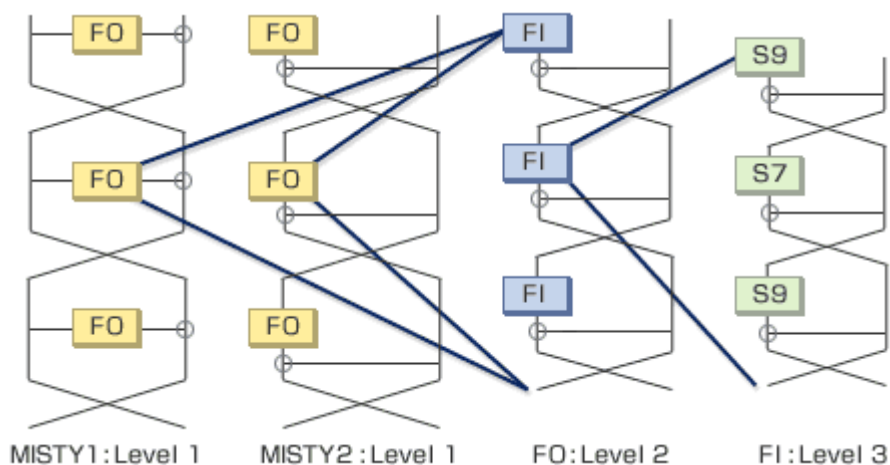 FO
FO
FI
S9
FO
FO
FI
S7
FO
FO
FI
S9
MISTY1:Level 1
MISTY2:Level 1
FO:Level 2
FI:Level 3